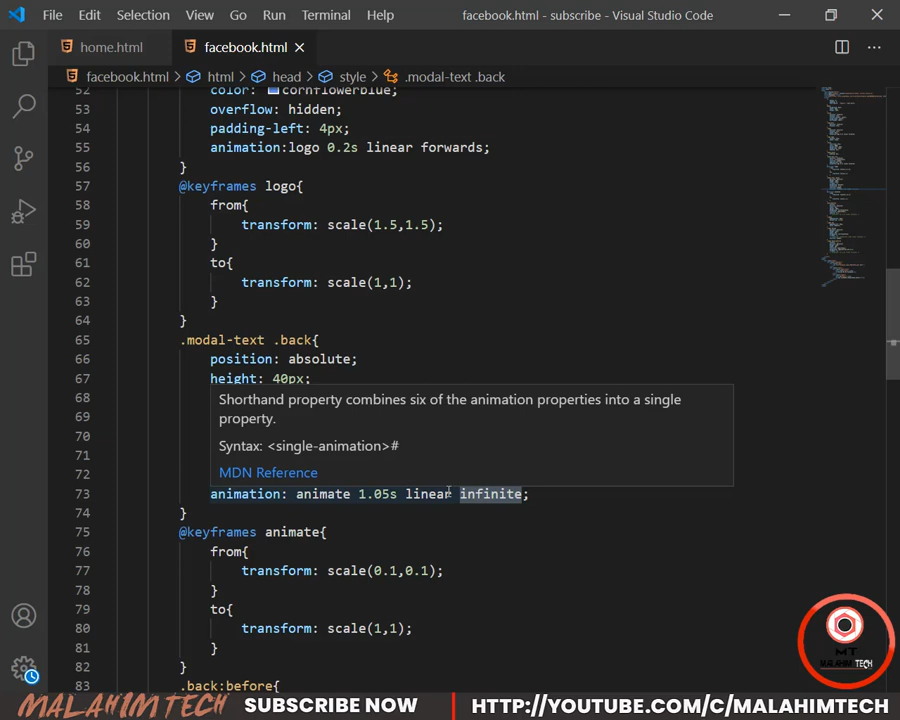 File Edit Selection View Go Run Terminal Help facebook.html - subscribe - Visual Studio Code
home.html facebook.html
facebook.html > html > head > style > .modal-text .back
52 color: cornflowerblue;
53 overflow: hidden;
54 padding-left: 4px;
55 animation:logo 0.2s linear forwards;
56 }
57 @keyframes logo{
58 from{
59 transform: scale(1.5,1.5);
60 }
61 to{
62 transform: scale(1,1);
63 }
64 }
65 .modal-text .back{
66 position: absolute;
67 height: 40px;
68
69
70
71
72
Shorthand property combines six of the animation properties into a single
property.
Syntax: <single-animation>#
MDN Reference
73 animation: animate 1.05s linear infinite;
74 }
75 @keyframes animate{
76 from{
77 transform: scale(0.1,0.1);
78 }
79 to{
80 transform: scale(1,1);
81 }
82 }
83 .back:before{
MT
MALAHIM TECH
MALAHIM TECH SUBSCRIBE NOW HTTP://YOUTUBE.COM/C/MALAHIMTECH